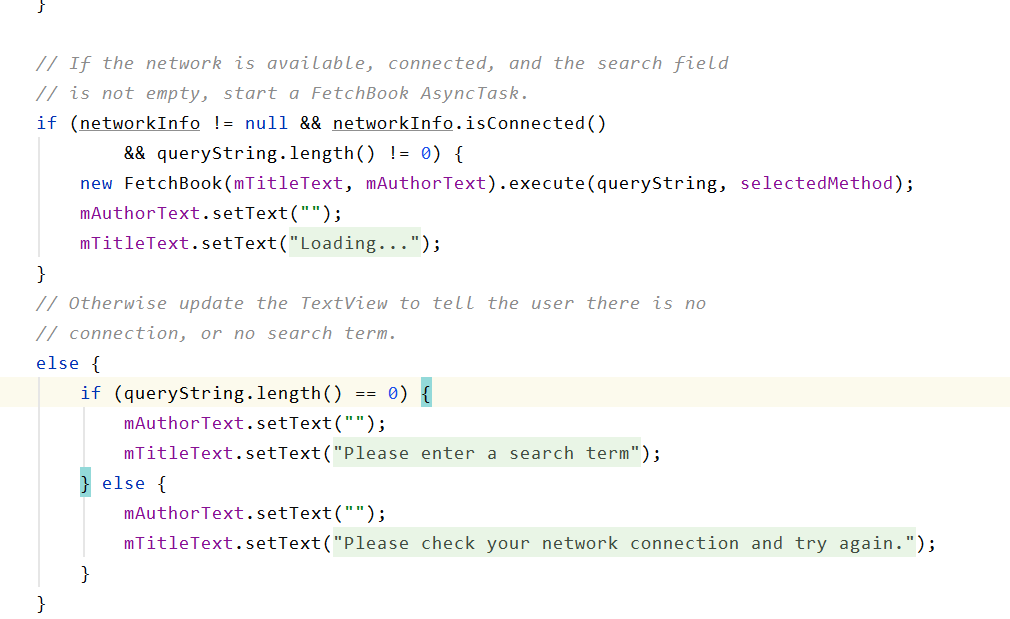 }
// If the network is available, connected, and the search field
// is not empty, start a FetchBook AsyncTask.
if (networkInfo != null && networkInfo.isConnected()
        && queryString.length() != 0) {
    new FetchBook(mTitleText, mAuthorText).execute(queryString, selectedMethod);
    mAuthorText.setText("");
    mTitleText.setText("Loading...");
}
// Otherwise update the TextView to tell the user there is no
// connection, or no search term.
else {
    if (queryString.length() == 0) {
        mAuthorText.setText("");
        mTitleText.setText("Please enter a search term");
    } else {
        mAuthorText.setText("");
        mTitleText.setText("Please check your network connection and try again.");
    }
}